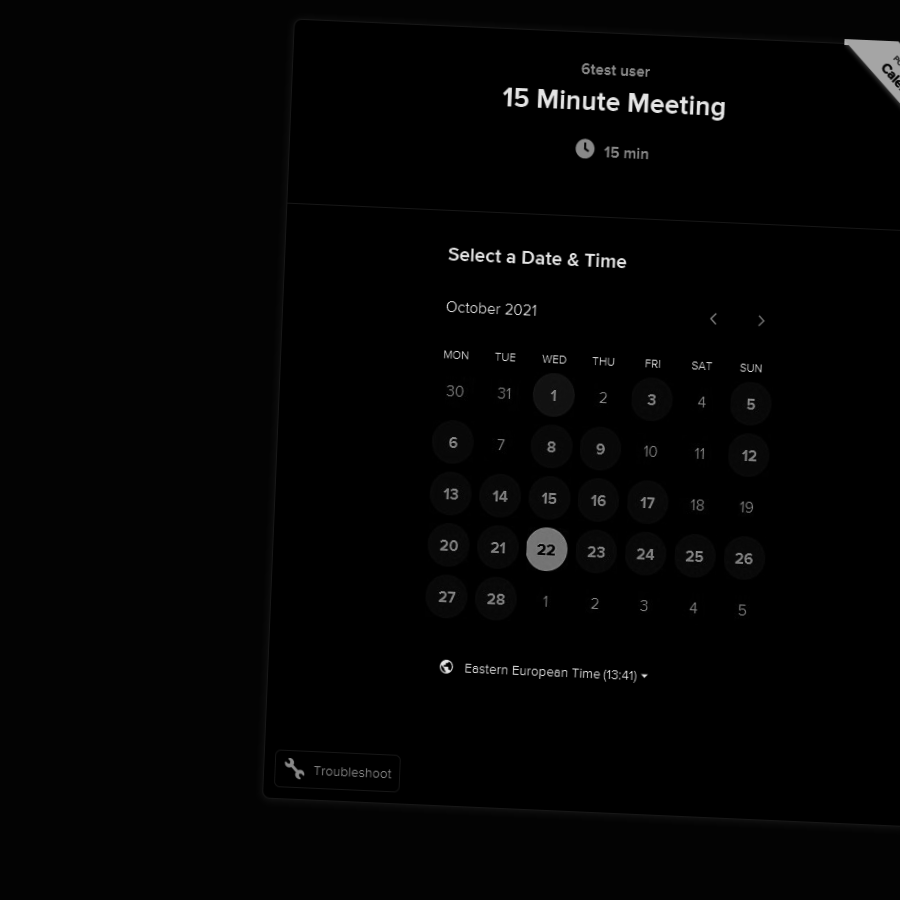 6test user
15 Minute Meeting
15 min
Select a Date & Time
October 2021
MON TUE WED THU FRI SAT SUN
30 31 1 2 3 4 5
6 7 8 9 10 11 12
13 14 15 16 17 18 19
20 21 22 23 24 25 26
27 28 1 2 3 4 5
Eastern European Time (13:41)
Troubleshoot